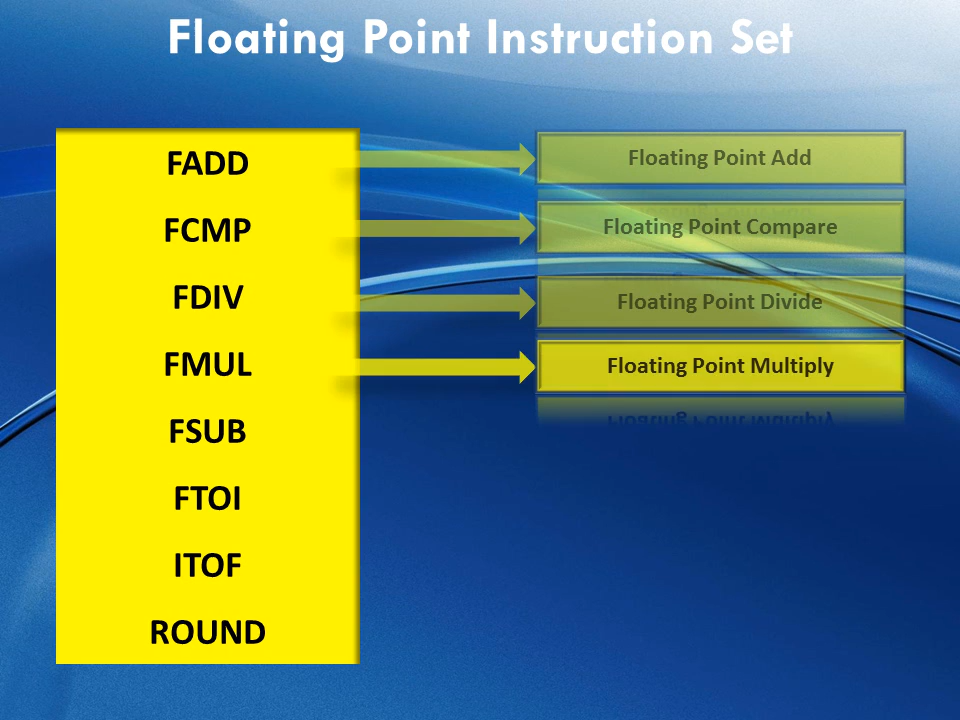 Floating Point Instruction Set
FADD
Floating Point Add
FCMP
Floating Point Compare
FDIV
Floating Point Divide
FMUL
Floating Point Multiply
FSUB
FTOI
ITOF
ROUND